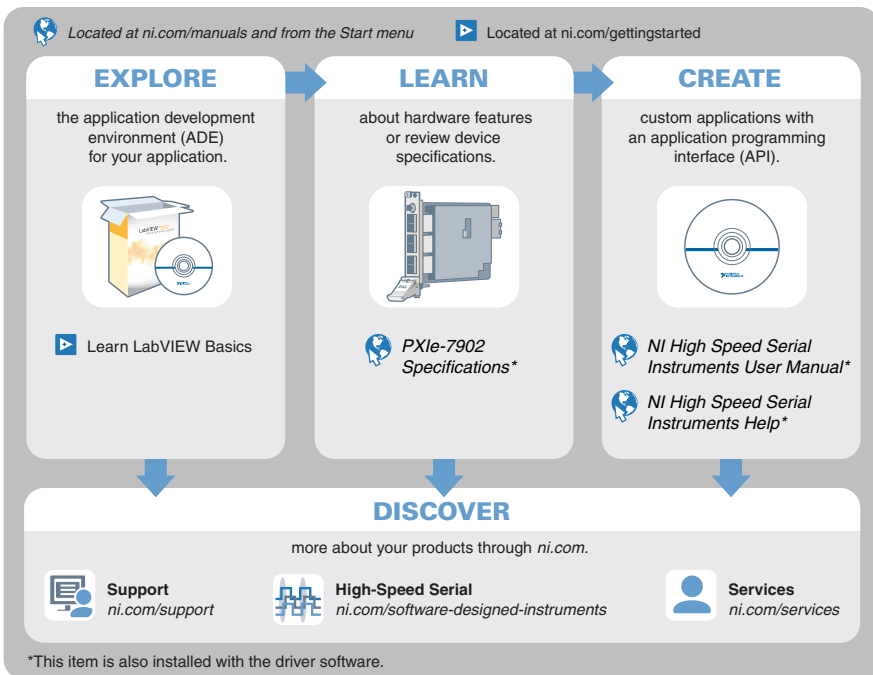 Located at ni.com/manuals and from the Start menu
Located at ni.com/gettingstarted
EXPLORE
the application development
environment (ADE)
for your application.
LabVIEW
Learn LabVIEW Basics
LEARN
about hardware features
or review device
specifications.
PXIe-7902
Specifications*
CREATE
custom applications with
an application programming
interface (API).
NI High Speed Serial
Instruments User Manual*
NI High Speed Serial
Instruments Help*
DISCOVER
more about your products through ni.com.
Support
ni.com/support
High-Speed Serial
ni.com/software-designed-instruments
Services
ni.com/services
*This item is also installed with the driver software.